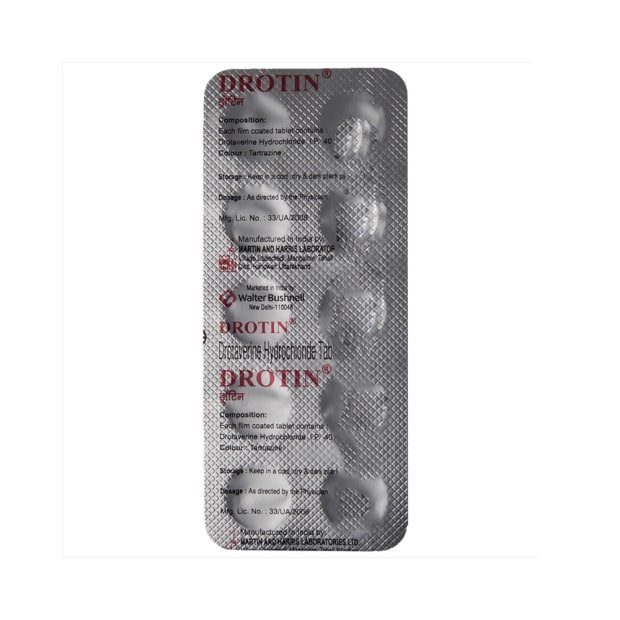 DROTIN®
ड्रोटिन
Composition:
Each film coated tablet contains :
Drotaverine Hydrochloride I.P. 40
Colour : Tartrazine
Storage : Keep in a cool, dry & dark
Dosage : As directed by the Physician
Mfg. Lic. No. : 33/UA/2008
Manufactured in India by:
MARTIN AND HARRIS LABORATOR
Uttarakhand
Marketed in India by
Walter Bushnell
New Delhi-110048
DROTIN®
Drotaverine Hydrochloride Tab
DROTIN®
ड्रोटिन
Composition:
Each film coated tablet contains :
Drotaverine Hydrochloride I.P. 40
Colour : Tartrazine
Storage : Keep in a cool, dry & dark
Dosage : As directed by the Physician
Mfg. Lic. No. : 33/UA/2008
Manufactured in India by:
MARTIN AND HARRIS LABORATORIES LTD.